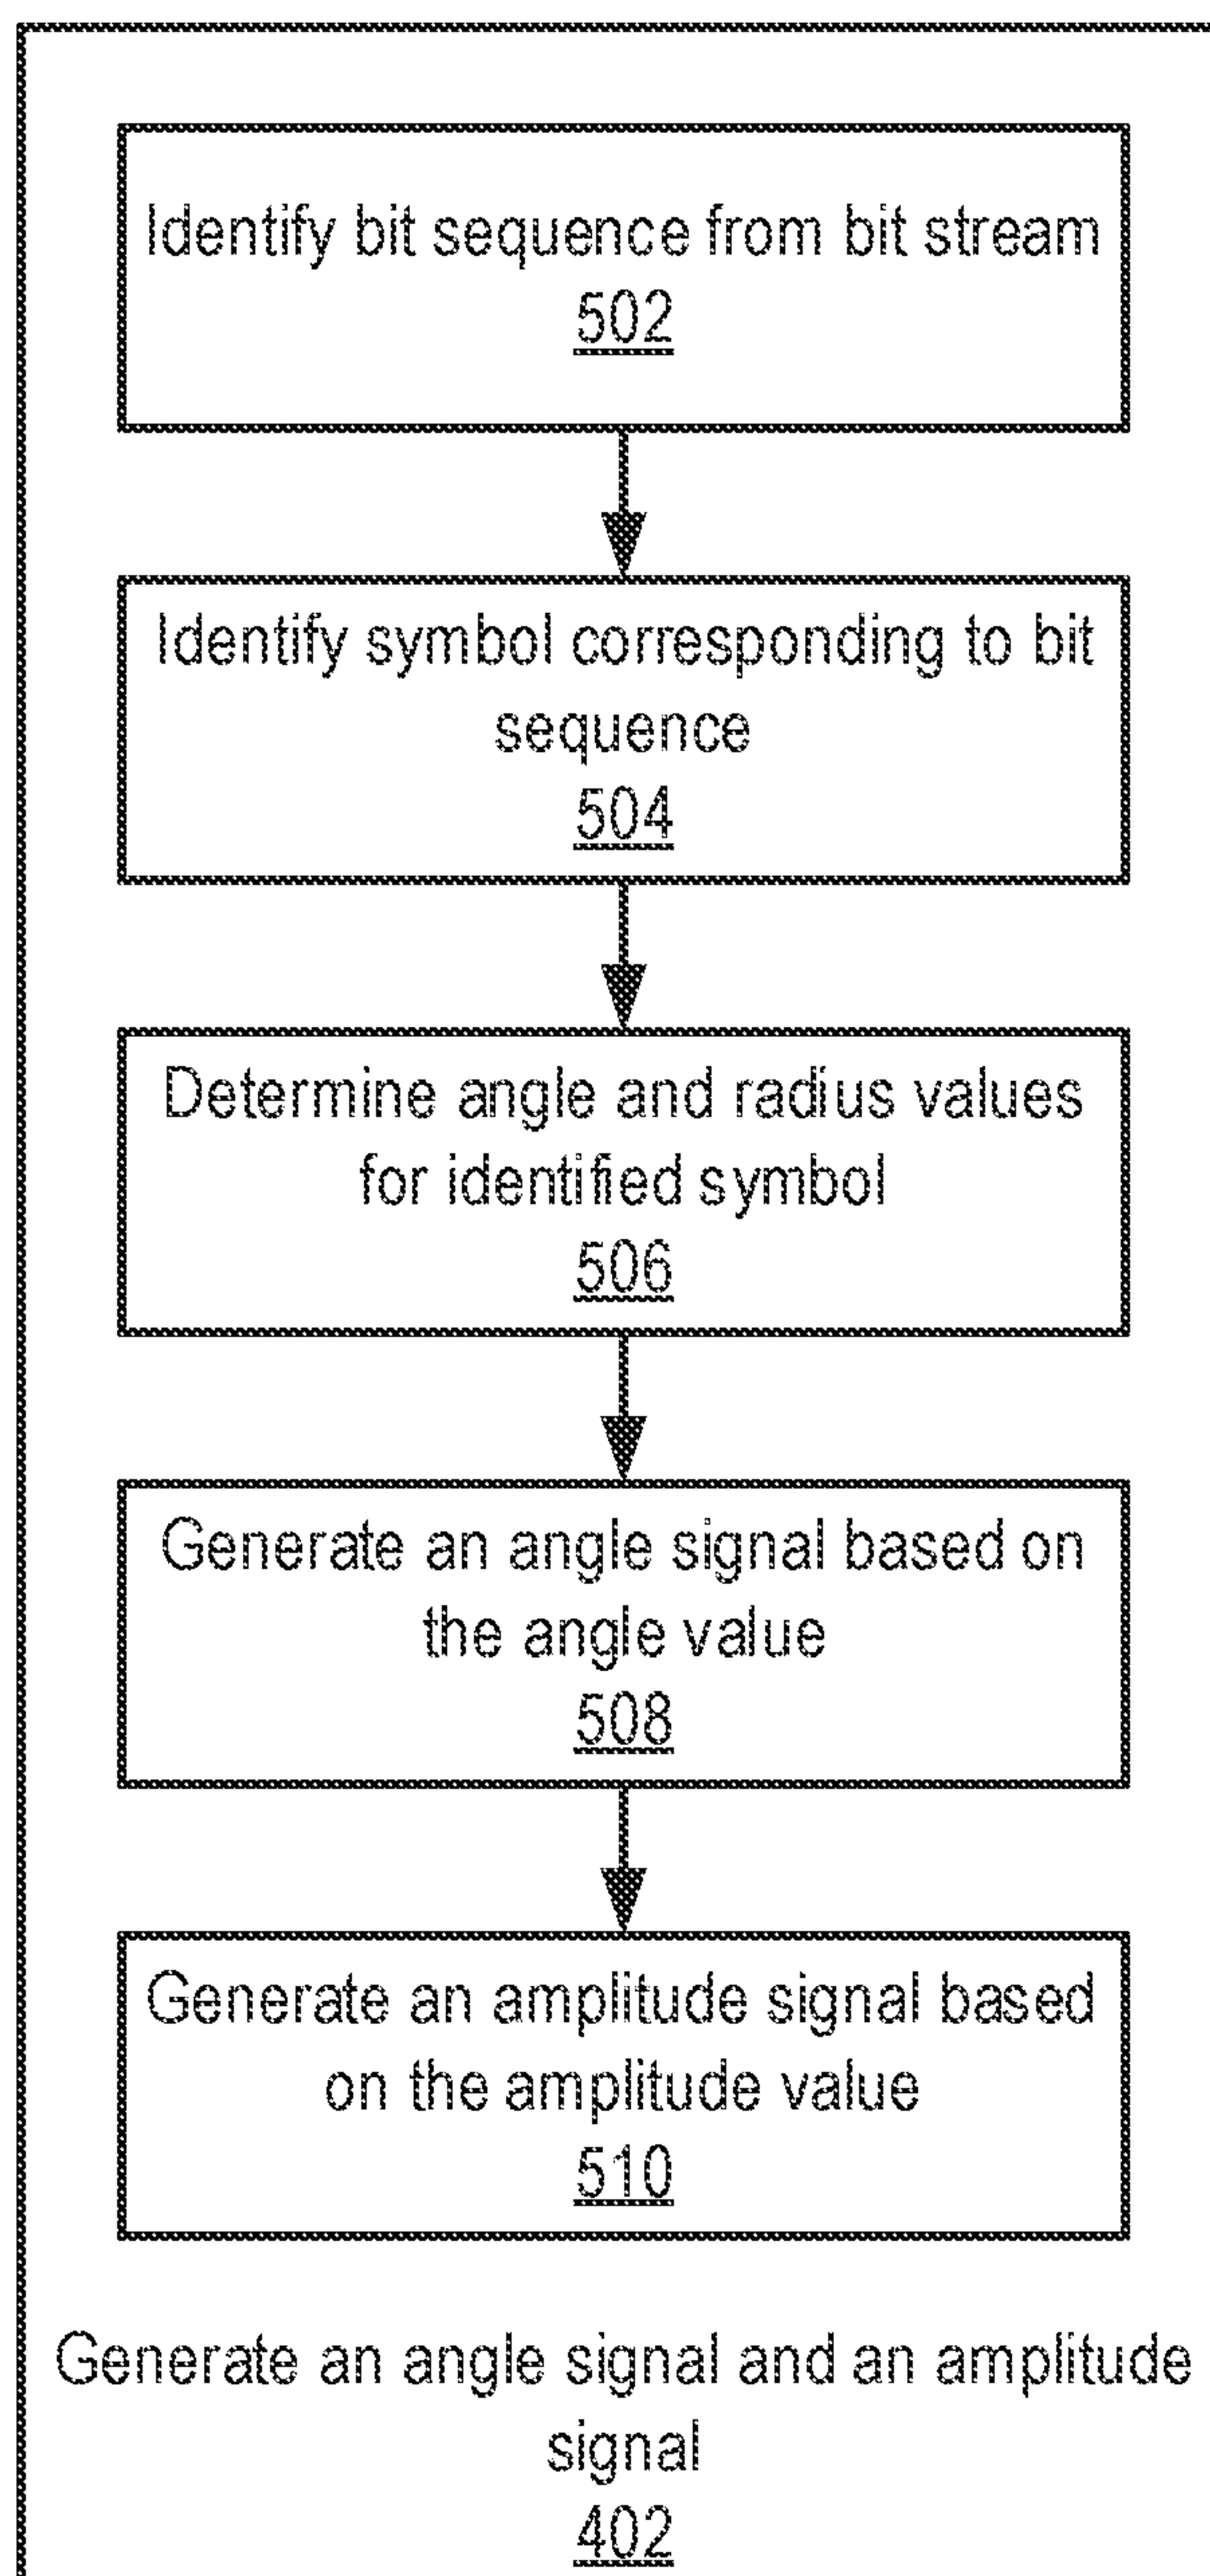 Identify bit sequence from bit stream
502
Identify symbol corresponding to bit
sequence
504
Determine angle and radius values
for identified symbol
506
Generate an angle signal based on
the angle value
508
Generate an amplitude signal based
on the amplitude value
510
Generate an angle signal and an amplitude
signal
402